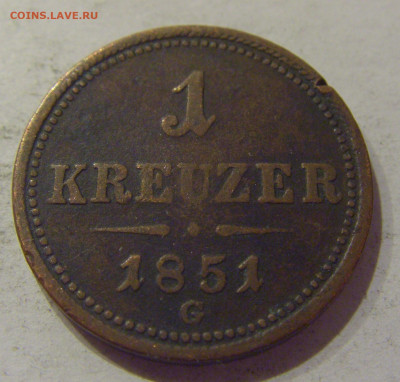 COINS.LAVE.RU
1
KREUZER
1851
G